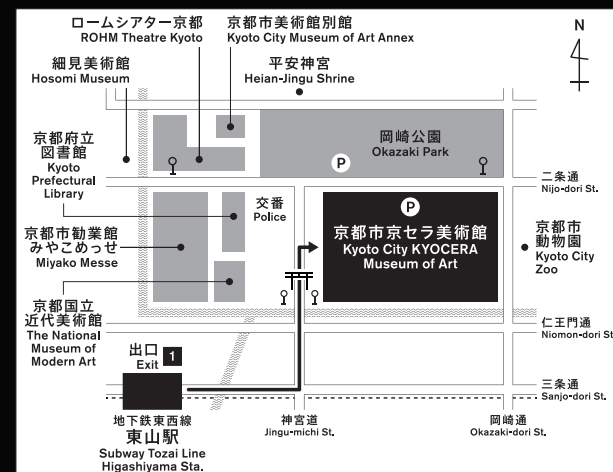 ロームシアター京都
ROHM Theatre Kyoto
京都市美術館別館
Kyoto City Museum of Art Annex
N
細見美術館
Hosomi Museum
平安神宮
Heian-Jingu Shrine
岡崎公園
Okazaki Park
P
京都府立
図書館
Kyoto
Prefectural
Library
二条通
Nijo-dori St.
交番
Police
P
京都市京セラ美術館
Kyoto City KYOCERA
Museum of Art
京都市勧業館
みやこめっせ
Miyako Messe
京都市
動物園
Kyoto City
Zoo
京都国立
近代美術館
The National
Museum of
Modern Art
仁王門通
Niomon-dori St.
出口
Exit
1
三条通
Sanjo-dori St.
地下鉄東西線
東山駅
Subway Tozai Line
Higashiyama Sta.
神宮道
Jingu-michi St.
岡崎通
Okazaki-dori St.